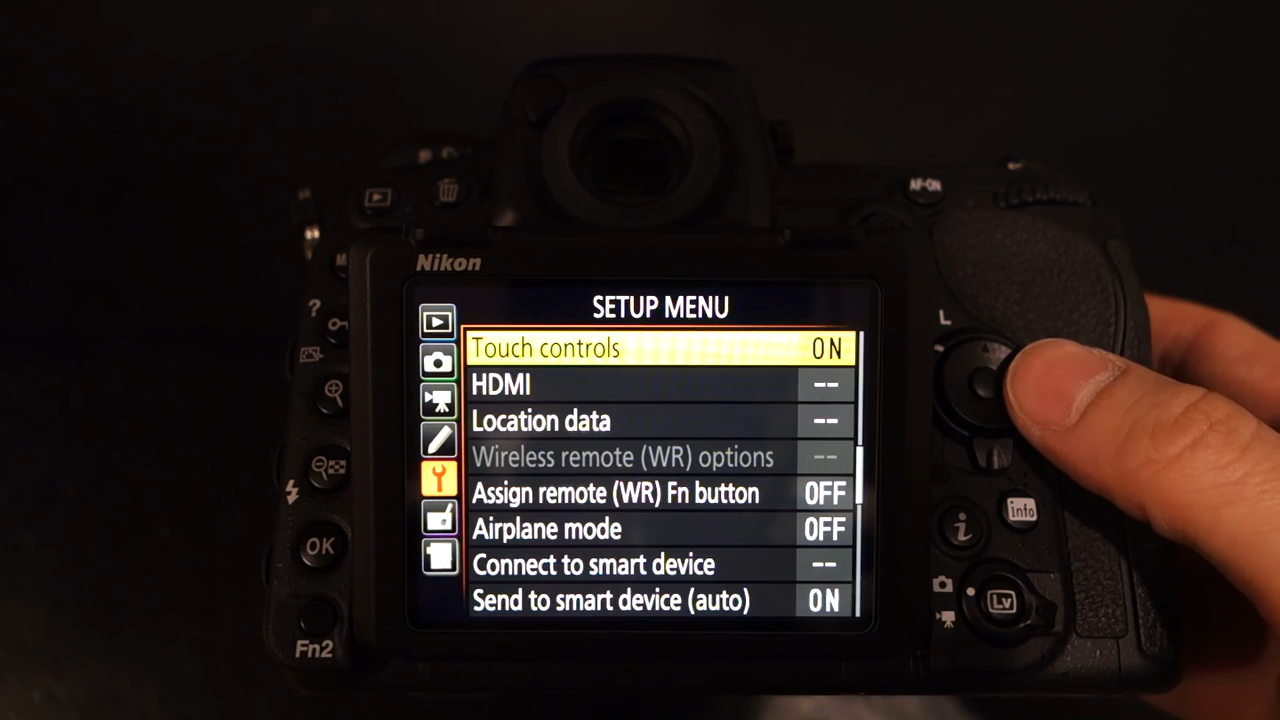 AF-ON
Nikon
M
?
L
SETUP MENU
Touch controls ON
HDMI --
Location data --
Wireless remote (WR) options --
Assign remote (WR) Fn button OFF
Airplane mode OFF
Connect to smart device --
Send to smart device (auto) ON
info
i
OK
Lv
Fn2